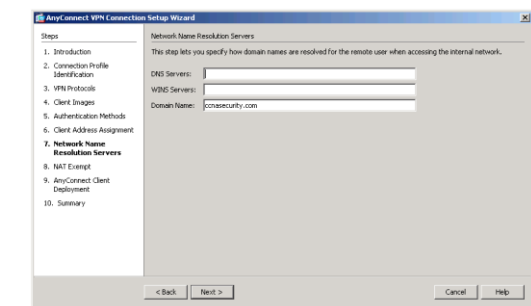 AnyConnect VPN Connection Setup Wizard
Steps
1. Introduction
2. Connection Profile
Identification
3. VPN Protocols
4. Client Images
5. Authentication Methods
6. Client Address Assignment
7. Network Name
Resolution Servers
8. NAT Exempt
9. AnyConnect Client
Deployment
10. Summary
Network Name Resolution Servers
This step lets you specify how domain names are resolved for the remote user when accessing the internal network.
DNS Servers:
WINS Servers:
Domain Name: ccnasecurity.com
< Back
Next >
Cancel
Help